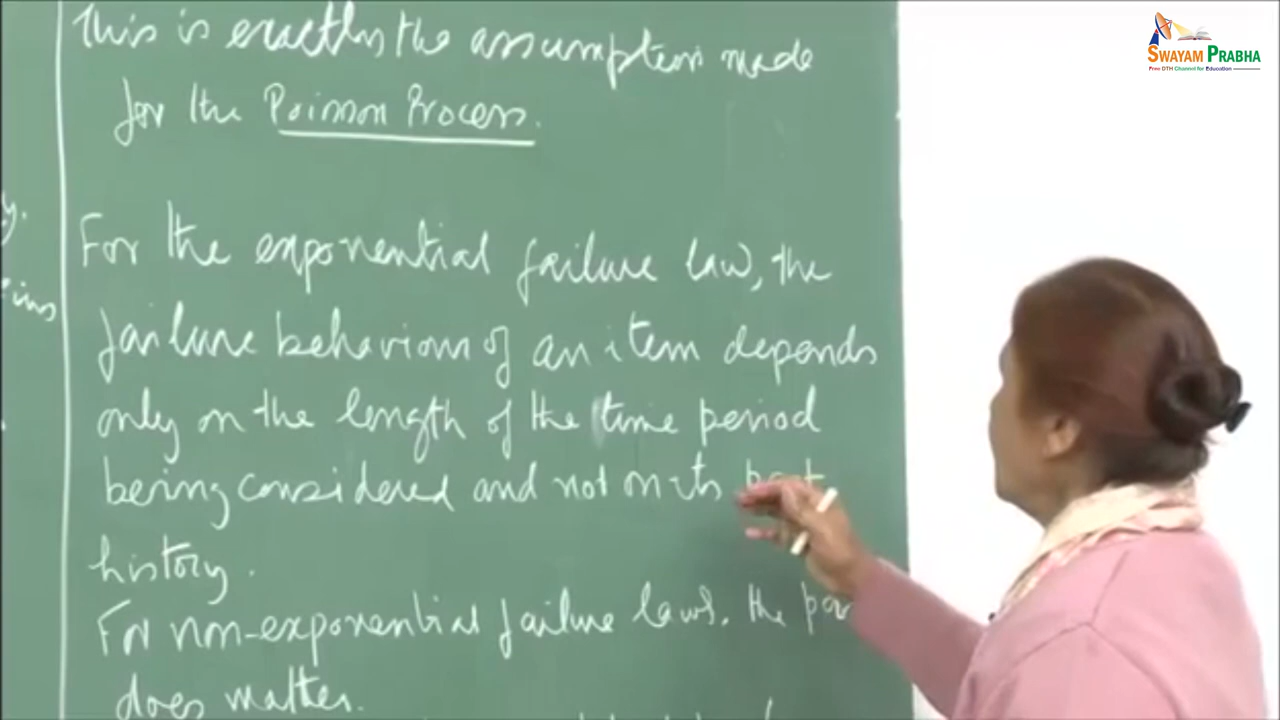 This is exactly the assumption made
for the Poisson Process.
For the exponential failure law, the
failure behaviour of an item depends
only on the length of the time period
being considered and not on its past
history.
For non-exponential failure laws, the
does matter.
y.
SWAYAM PRABHA
Free DTH Channel for Education